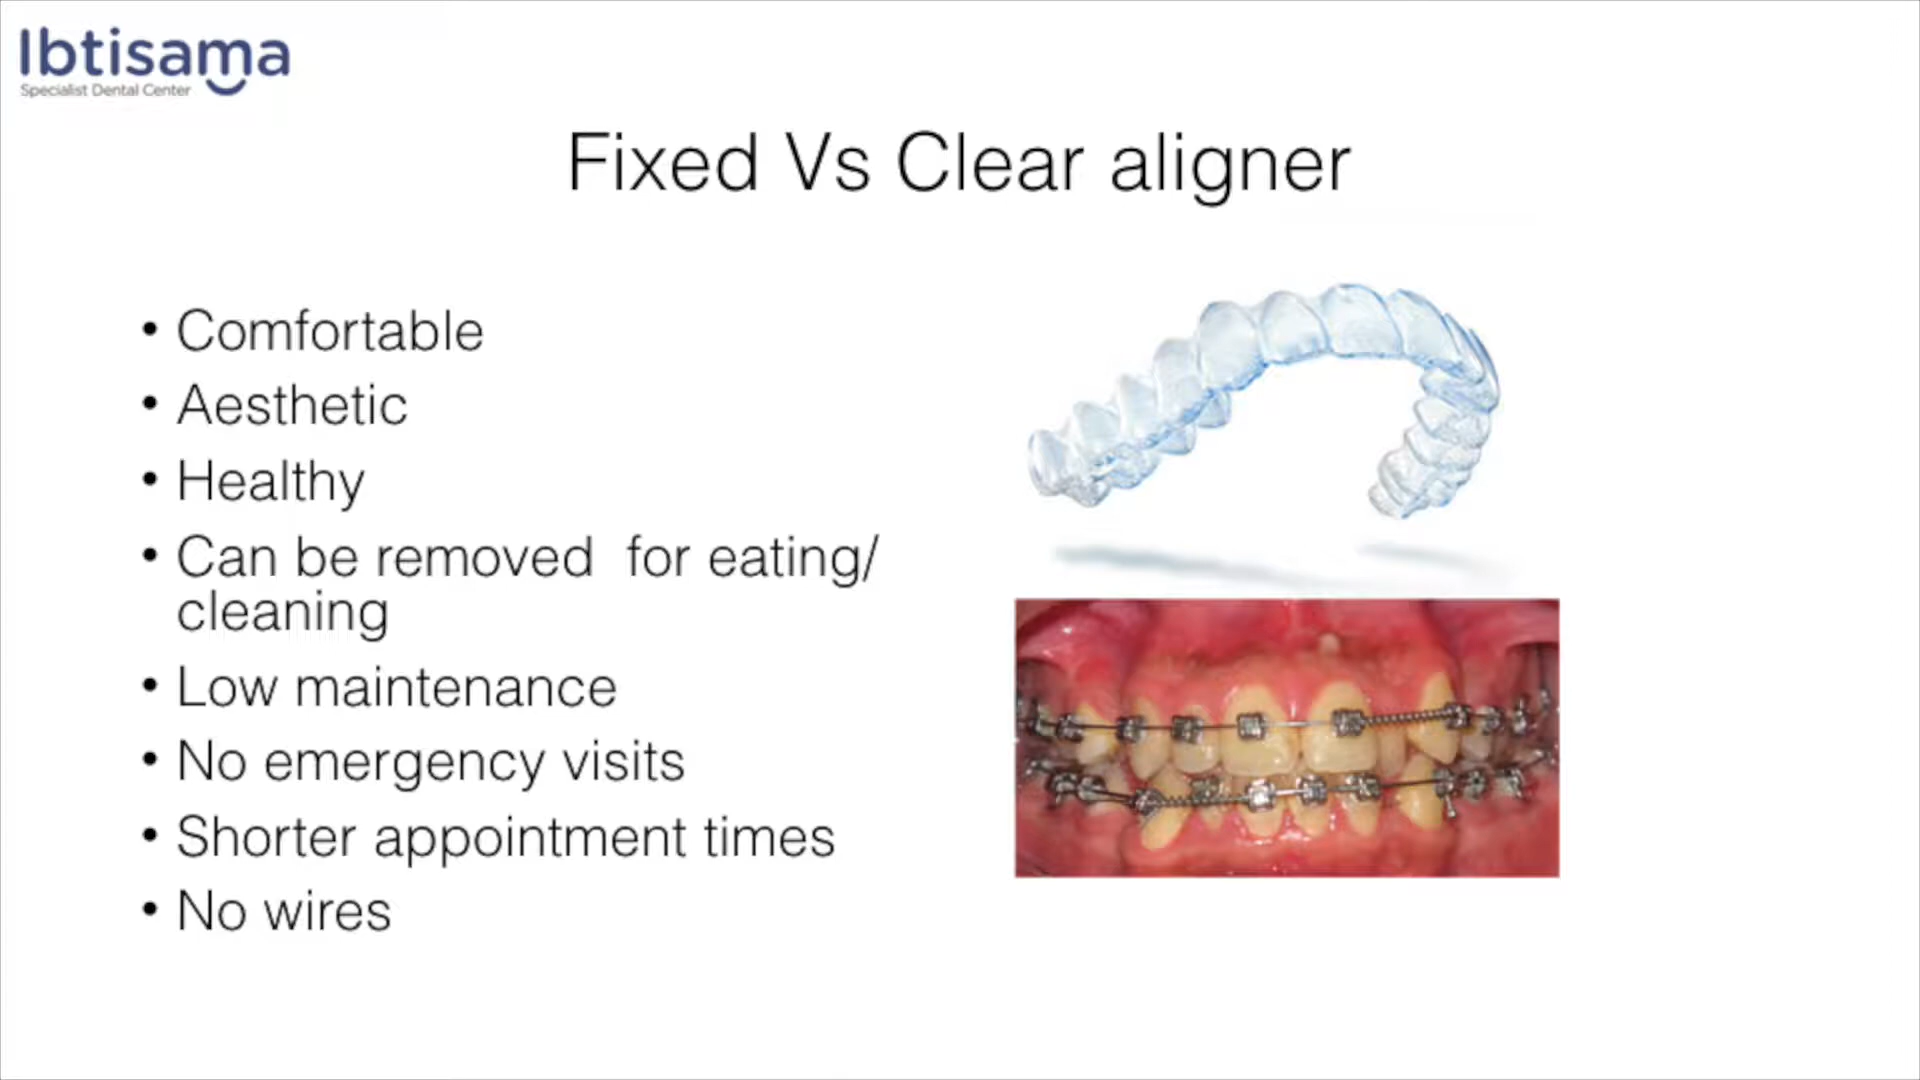 Ibtisama
Specialist Dental Center
Fixed Vs Clear aligner
• Comfortable
• Aesthetic
• Healthy
• Can be removed  for eating/
cleaning
• Low maintenance
• No emergency visits
• Shorter appointment times
• No wires